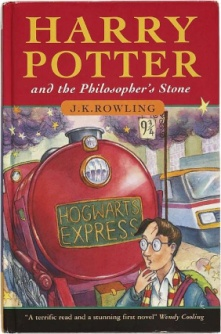 HARRY
POTTER
and the Philosopher's Stone
J.K.ROWLING
9¾
HOGWARTS
EXPRESS
"A terrific read and a stunning first novel" Wendy Cooling